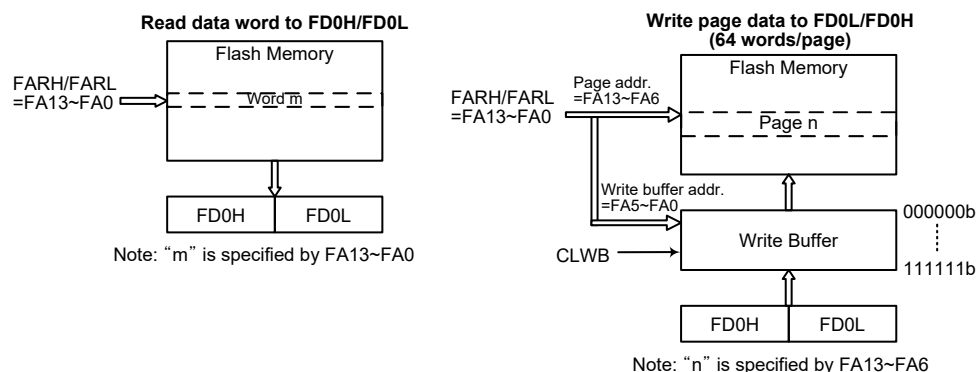 Read data word to FD0H/FD0L
Flash Memory
FARH/FARL
=FA13~FA0
Word m
FD0H
FD0L
Note: “m” is specified by FA13~FA0
Write page data to FD0L/FD0H
(64 words/page)
Flash Memory
Page addr.
=FA13~FA6
FARH/FARL
=FA13~FA0
Page n
Write buffer addr.
=FA5~FA0
000000b
Write Buffer
CLWB
111111b
FD0H
FD0L
Note: “n” is specified by FA13~FA6